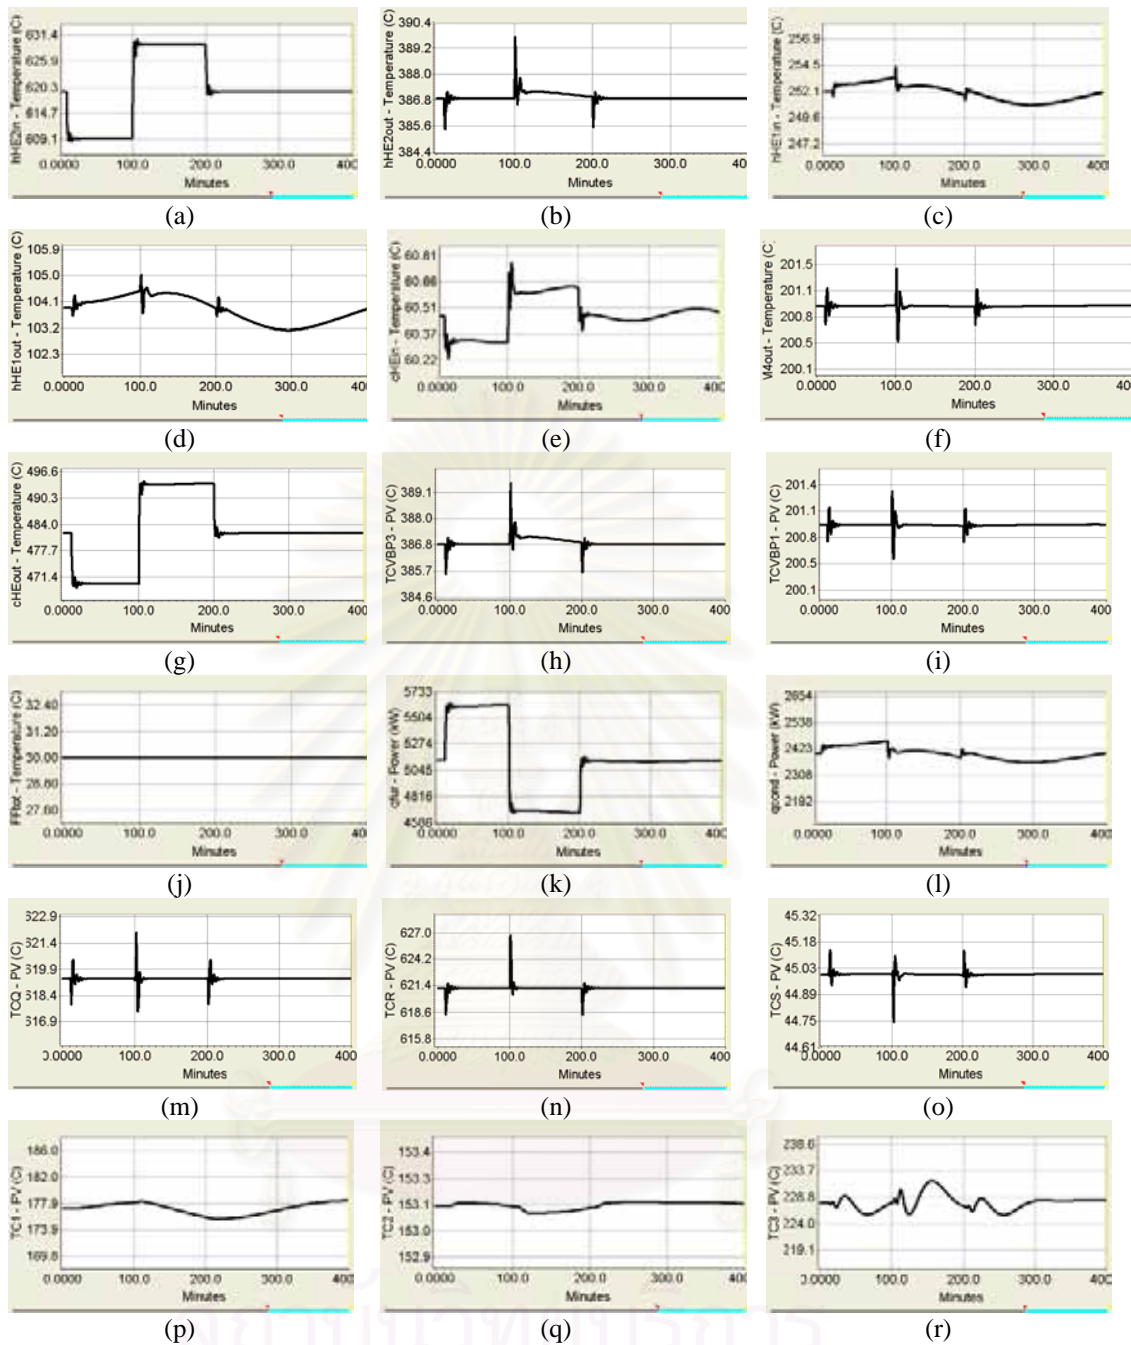 hHE2in - Temperature (C)
631.4
625.9
620.3
614.7
609.1
0.0000 100.0 200.0 300.0 400
Minutes
(a)
hHE2out - Temperature (C)
390.4
389.2
388.0
386.8
385.6
384.4
0.0000 100.0 200.0 300.0 400
Minutes
(b)
hHE1in - Temperature (C)
256.9
254.5
252.1
249.6
247.2
0.0000 100.0 200.0 300.0 400
Minutes
(c)
hHE1out - Temperature (C)
105.9
105.0
104.1
103.2
102.3
0.0000 100.0 200.0 300.0 400
Minutes
(d)
cHEin - Temperature (C)
60.81
60.66
60.51
60.37
60.22
0.0000 100.0 200.0 300.0 400
Minutes
(e)
M4out - Temperature (C)
201.5
201.1
200.8
200.5
200.1
0.0000 100.0 200.0 300.0 400
Minutes
(f)
cHEout - Temperature (C)
496.6
490.3
484.0
477.7
471.4
0.0000 100.0 200.0 300.0 400
Minutes
(g)
TCVBP3 - PV (C)
389.1
388.0
386.8
385.7
384.6
0.0000 100.0 200.0 300.0 400
Minutes
(h)
TCVBP1 - PV (C)
201.4
201.1
200.8
200.5
200.1
0.0000 100.0 200.0 300.0 400
Minutes
(i)
FFtot - Temperature (C)
32.40
31.20
30.00
28.80
27.60
0.0000 100.0 200.0 300.0 400
Minutes
(j)
qfur - Power (kW)
5733
5504
5274
5045
4816
4586
0.0000 100.0 200.0 300.0 400
Minutes
(k)
qcond - Power (kW)
2654
2538
2423
2308
2192
0.0000 100.0 200.0 300.0 400
Minutes
(l)
TCQ - PV (C)
522.9
621.4
619.9
618.4
616.9
0.0000 100.0 200.0 300.0 400
Minutes
(m)
TCR - PV (C)
627.0
624.2
621.4
618.6
615.8
0.0000 100.0 200.0 300.0 400
Minutes
(n)
TCS - PV (C)
45.32
45.18
45.03
44.89
44.75
44.61
0.0000 100.0 200.0 300.0 400
Minutes
(o)
TC1 - PV (C)
186.0
182.0
177.9
173.9
169.8
0.0000 100.0 200.0 300.0 400
Minutes
(p)
TC2 - PV (C)
153.4
153.3
153.1
153.0
152.9
0.0000 100.0 200.0 300.0 400
Minutes
(q)
TC3 - PV (C)
238.6
233.7
228.8
224.0
219.1
0.0000 100.0 200.0 300.0 400
Minutes
(r)